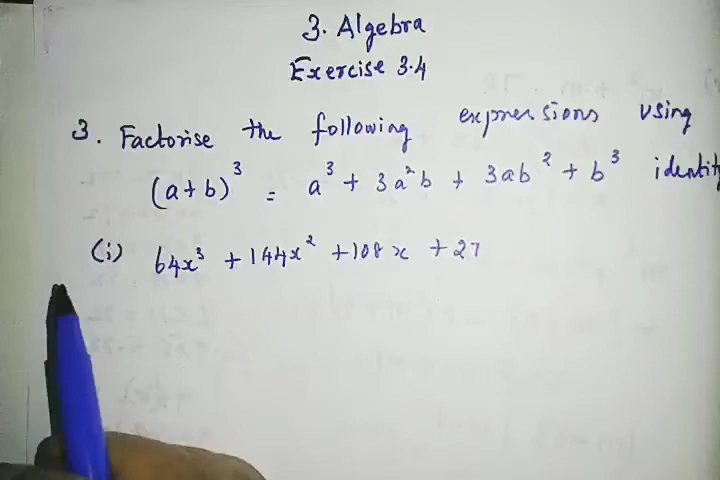 3. Algebra
Exercise 3.4
3. Factorise the following expressions using
(a+b)³ = a³ + 3a²b + 3ab² + b³ identity
(i) 64x³ + 144x² + 108x + 27